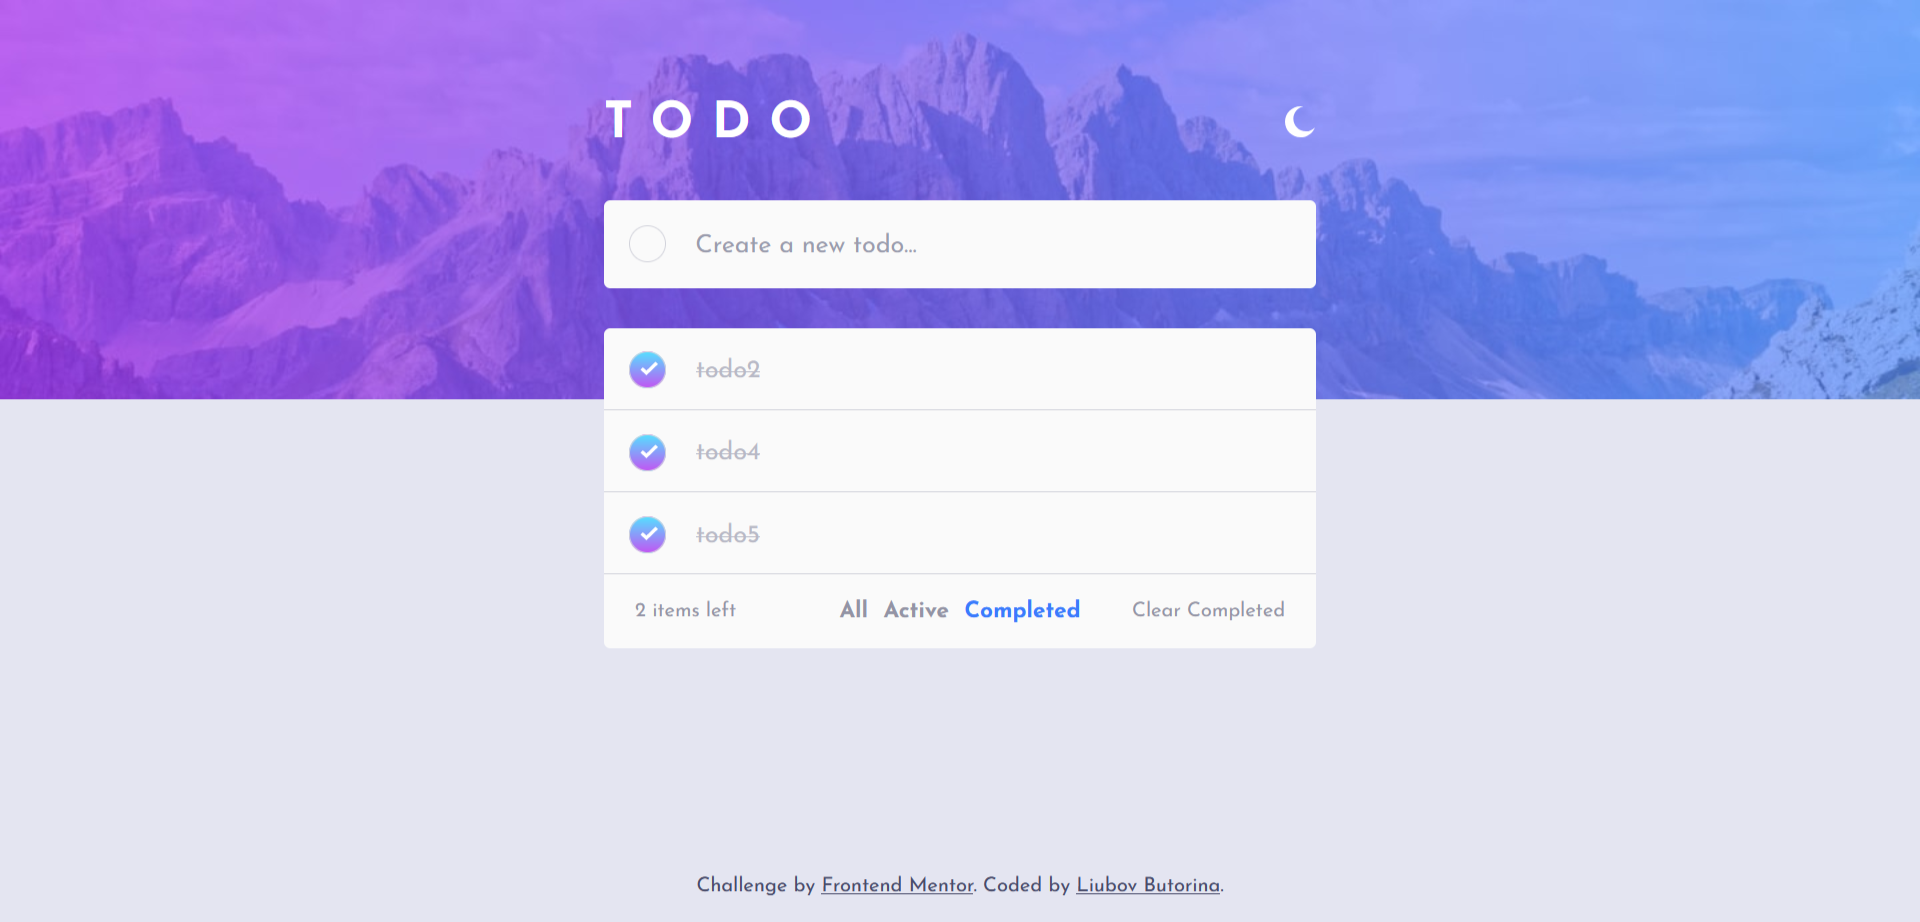 TODO
Create a new todo...
todo2
todo4
todo5
2 items left All Active Completed Clear Completed
Challenge by Frontend Mentor. Coded by Liubov Butorina.